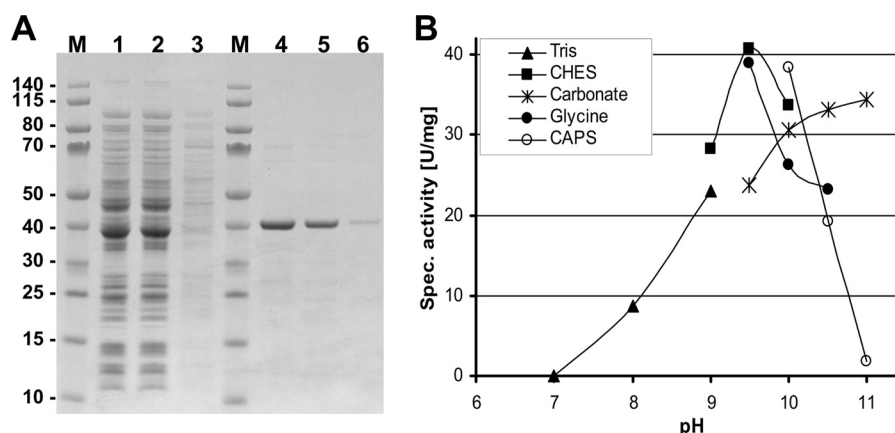 A
M 1 2 3 M 4 5 6
140 -
115 -
80 -
70 -
50 -
40 -
30 -
25 -
15 -
10 -
B
Tris
CHES
Carbonate
Glycine
CAPS
Spec. activity [U/mg]
40
30
20
10
0
6 7 8 9 10 11
pH